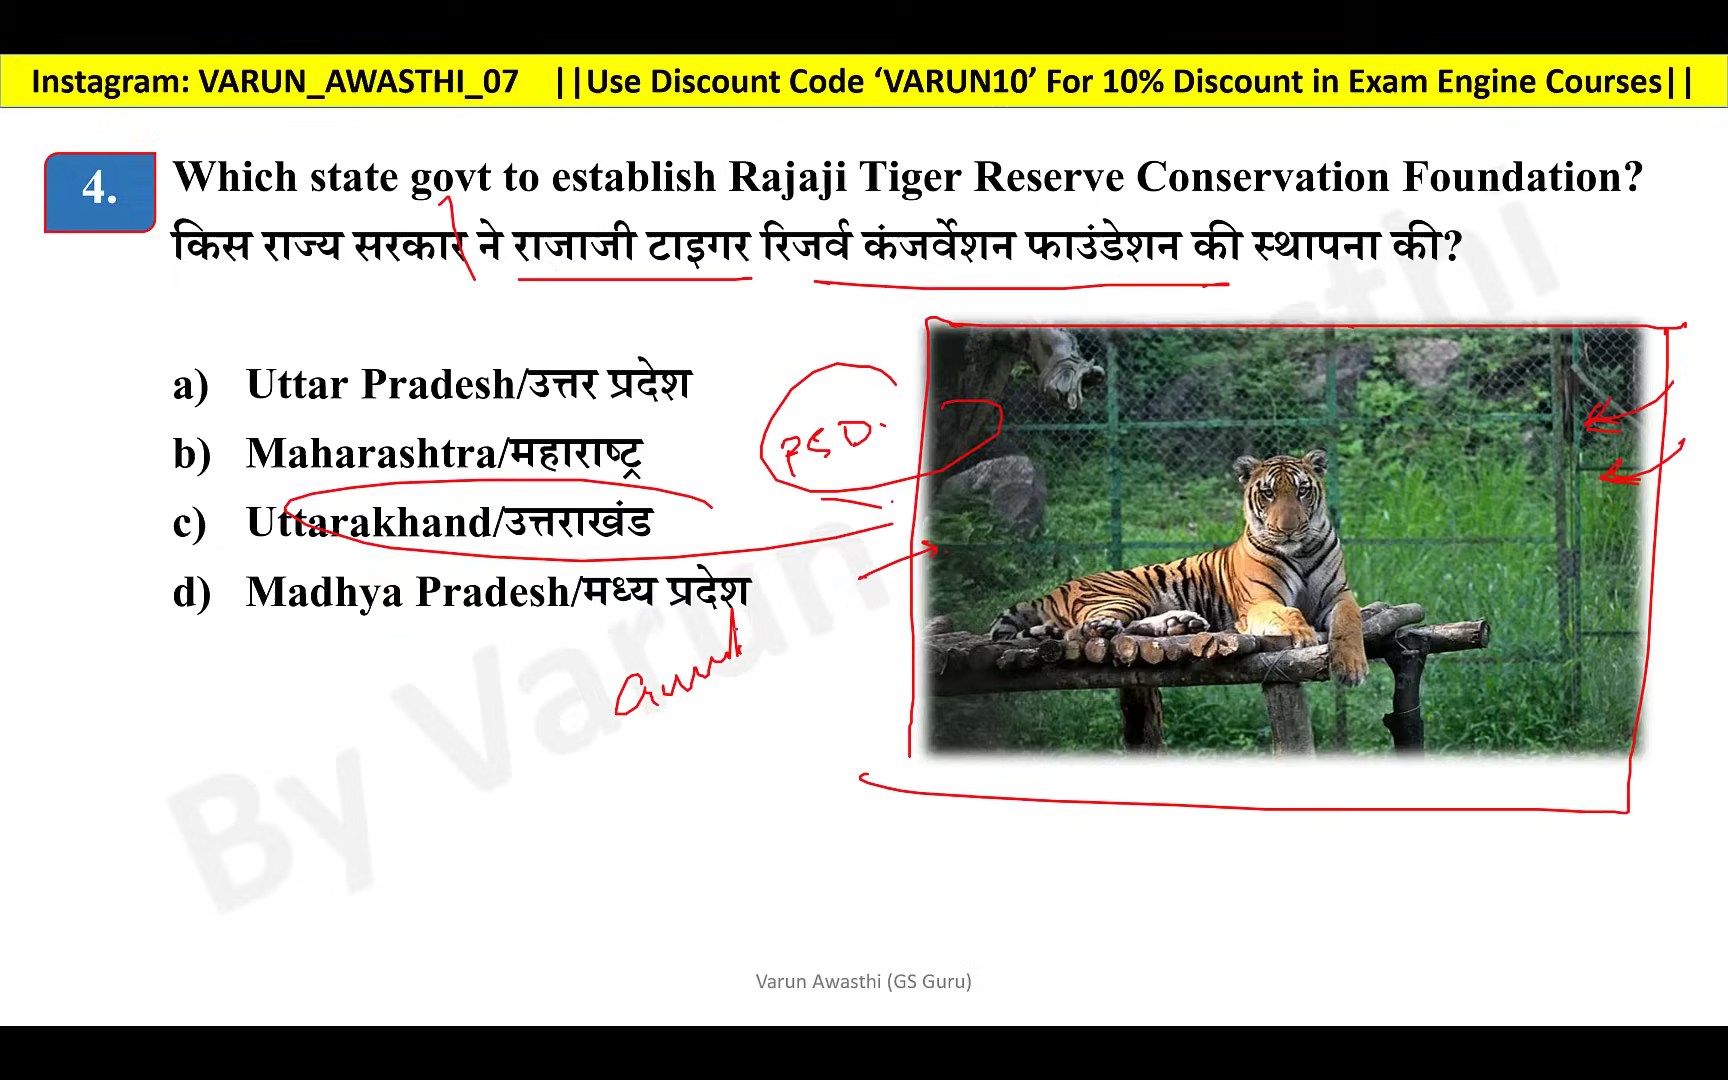 Instagram: VARUN_AWASTHI_07 ||Use Discount Code ‘VARUN10’ For 10% Discount in Exam Engine Courses||
4. Which state govt to establish Rajaji Tiger Reserve Conservation Foundation?
किस राज्य सरकार ने राजाजी टाइगर रिजर्व कंजर्वेशन फाउंडेशन की स्थापना की?
a) Uttar Pradesh/उत्तर प्रदेश
b) Maharashtra/महाराष्ट्र
c) Uttarakhand/उत्तराखंड
d) Madhya Pradesh/मध्य प्रदेश
By Varun Awasthi
Varun Awasthi (GS Guru)